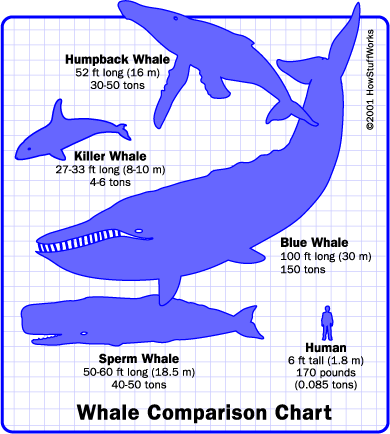 Humpback Whale
52 ft long (16 m)
30-50 tons
©2001 HowStuffWorks
Killer Whale
27-33 ft long (8-10 m)
4-6 tons
Blue Whale
100 ft long (30 m)
150 tons
Sperm Whale
50-60 ft long (18.5 m)
40-50 tons
Human
6 ft tall (1.8 m)
170 pounds
(0.085 tons)
Whale Comparison Chart